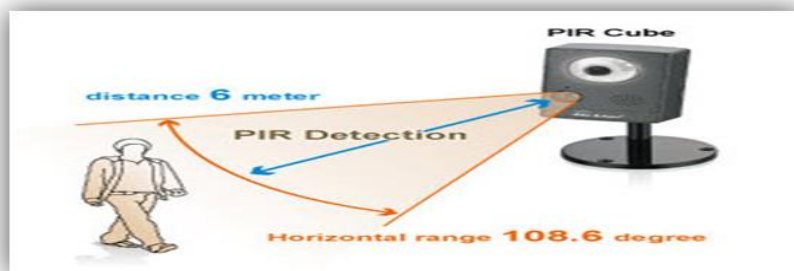 PIR Cube
distance 6 meter
PIR Detection
Horizontal range 108.6 degree